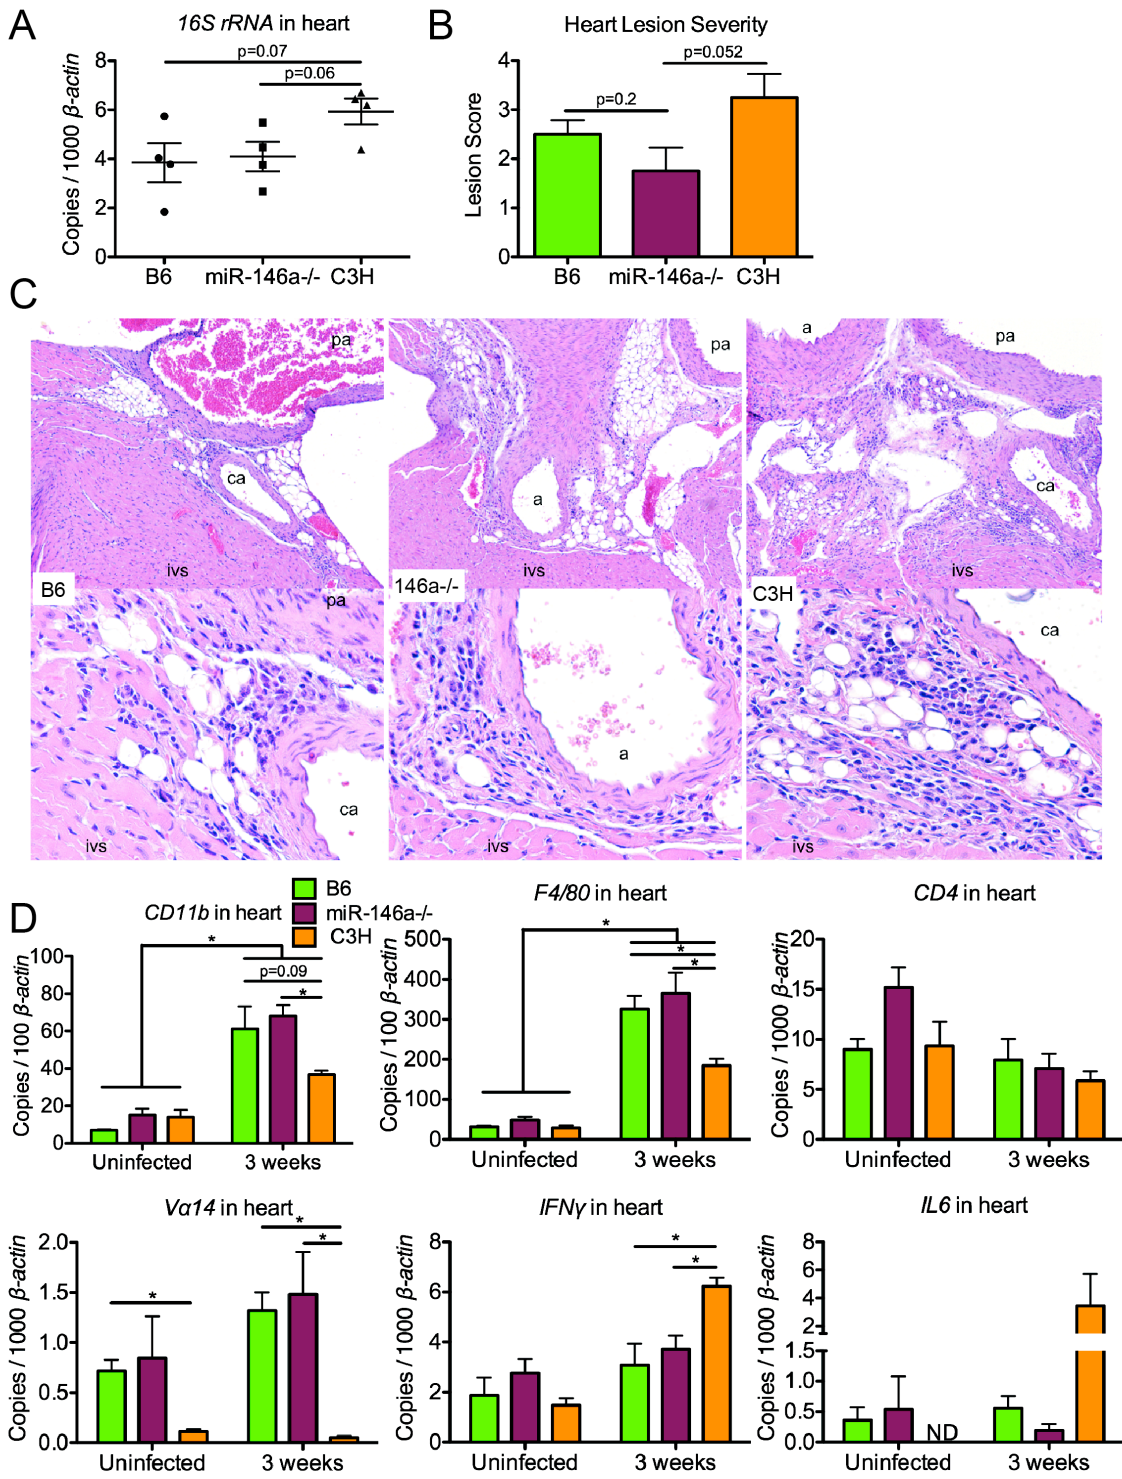 A
16S rRNA in heart
p=0.07
p=0.06
Copies / 1000 β-actin
8
6
4
2
0
B6
miR-146a-/-
C3H
B
Heart Lesion Severity
p=0.052
p=0.2
Lesion Score
4
3
2
1
0
B6
miR-146a-/-
C3H
C
pa
ca
ivs
B6
pa
a
ivs
146a-/-
a
pa
ca
ivs
C3H
pa
ca
ivs
a
ivs
ca
ivs
D
B6
miR-146a-/-
C3H
CD11b in heart
*
p=0.09
*
Copies / 100 β-actin
100
80
60
40
20
0
Uninfected
3 weeks
F4/80 in heart
*
*
*
Copies / 100 β-actin
500
400
300
200
100
0
Uninfected
3 weeks
CD4 in heart
Copies / 1000 β-actin
20
15
10
5
0
Uninfected
3 weeks
Vα14 in heart
*
*
*
Copies / 1000 β-actin
2.0
1.5
1.0
0.5
0.0
Uninfected
3 weeks
IFNγ in heart
*
*
Copies / 1000 β-actin
8
6
4
2
0
Uninfected
3 weeks
IL6 in heart
Copies / 1000 β-actin
8
6
4
2
1.5
1.0
0.5
0.0
ND
Uninfected
3 weeks